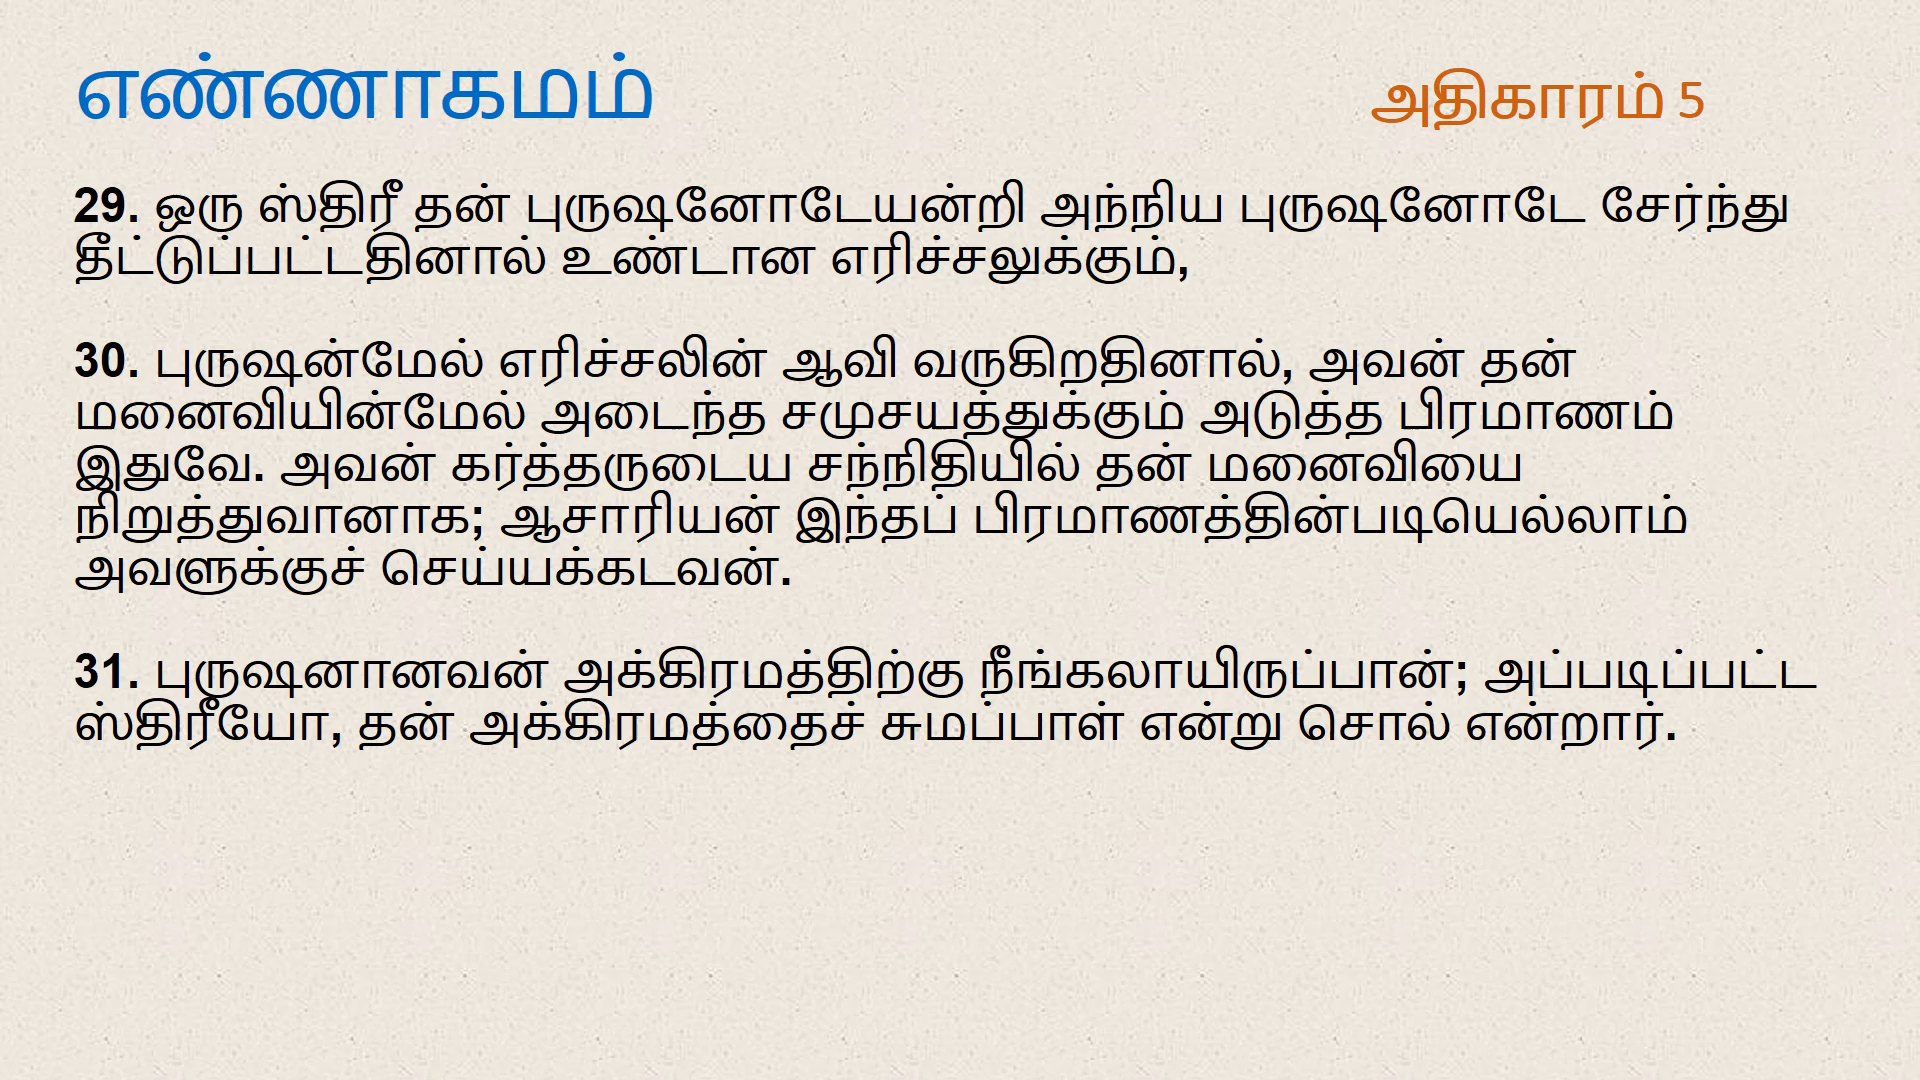 எண்ணாகமம்
அதிகாரம் 5
29. ஒரு ஸ்திரீ தன் புருஷனோடேயன்றி அந்நிய புருஷனோடே சேர்ந்து
தீட்டுப்பட்டதினால் உண்டான எரிச்சலுக்கும்,
30. புருஷன்மேல் எரிச்சலின் ஆவி வருகிறதினால், அவன் தன்
மனைவியின்மேல் அடைந்த சமுசயத்துக்கும் அடுத்த பிரமாணம்
இதுவே. அவன் கர்த்தருடைய சந்நிதியில் தன் மனைவியை
நிறுத்துவானாக; ஆசாரியன் இந்தப் பிரமாணத்தின்படியெல்லாம்
அவளுக்குச் செய்யக்கடவன்.
31. புருஷனானவன் அக்கிரமத்திற்கு நீங்கலாயிருப்பான்; அப்படிப்பட்ட
ஸ்திரீயோ, தன் அக்கிரமத்தைச் சுமப்பாள் என்று சொல் என்றார்.